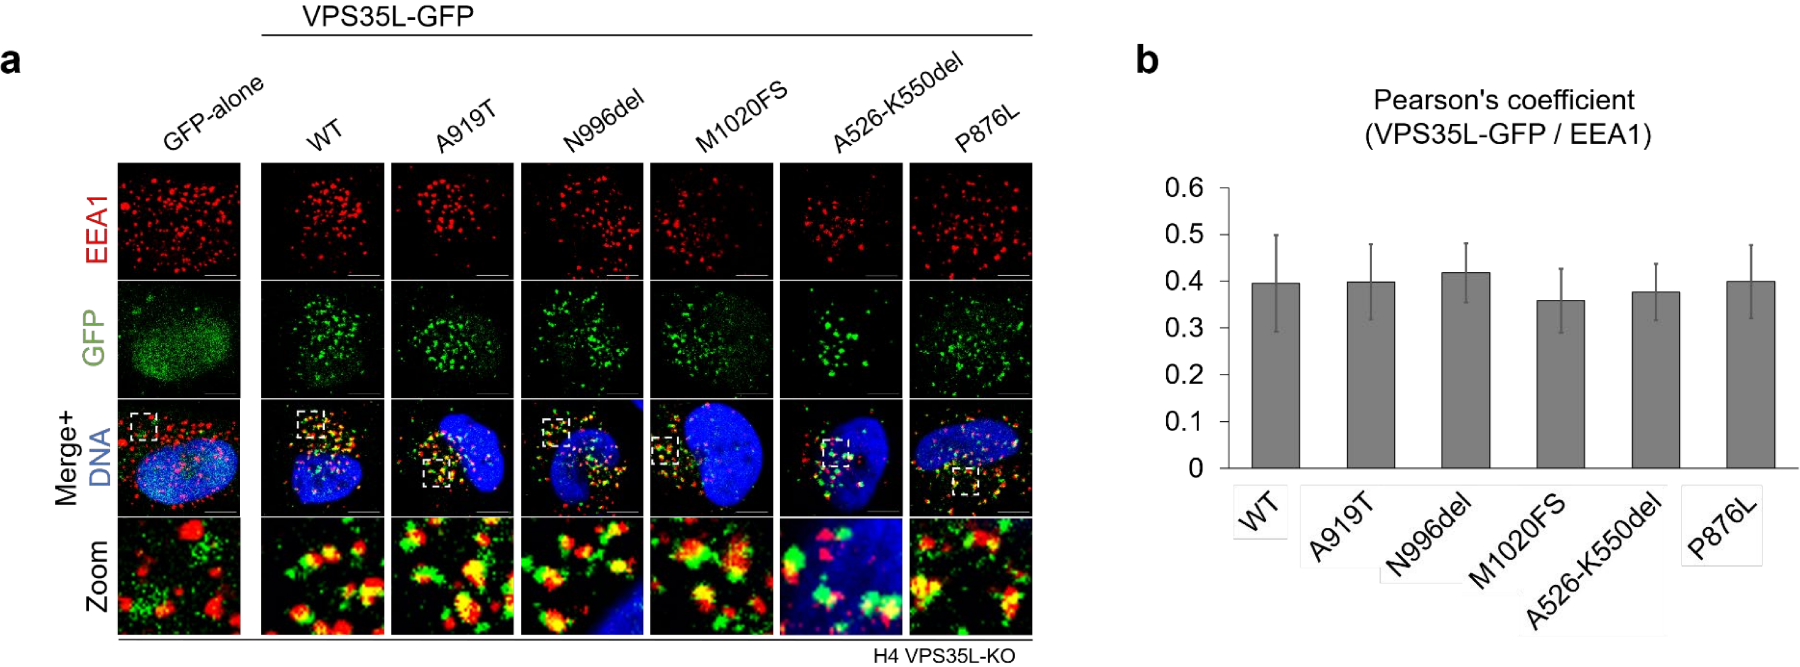 VPS35L-GFP
a
GFP-alone
WT
A919T
N996del
M1020FS
A526-K550del
P876L
EEA1
GFP
Merge+
DNA
Zoom
H4 VPS35L-KO
b
Pearson's coefficient
(VPS35L-GFP / EEA1)
0.6
0.5
0.4
0.3
0.2
0.1
0
WT
A919T
N996del
M1020FS
A526-K550del
P876L